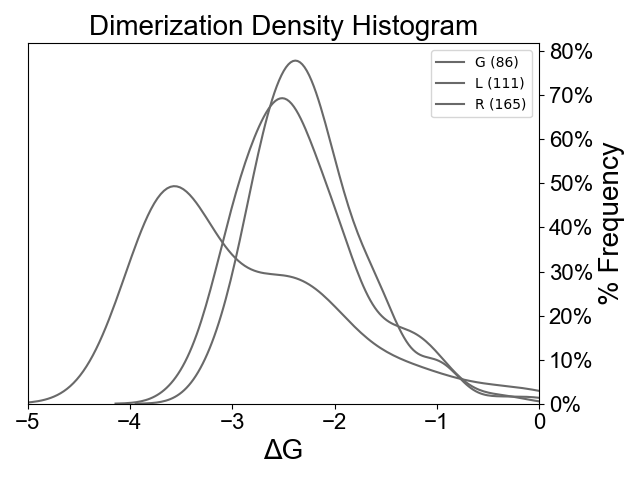 Dimerization Density Histogram
G (86)
L (111)
R (165)
80%
70%
60%
50%
40%
30%
20%
10%
0%
% Frequency
−5 −4 −3 −2 −1 0
ΔG